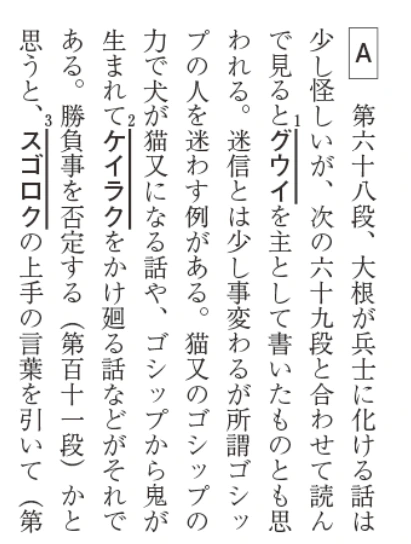 A 第六十八段、大根が兵士に化ける話は
少し怪しいが、次の六十九段と合わせて読ん
で見ると1グウイを主として書いたものとも思
われる。迷信とは少し事変わるが所謂ゴシッ
プの人を迷わす例がある。猫又のゴシップの
力で犬が猫又になる話や、ゴシップから鬼が
生まれて2ケイラクをかけ廻る話などがそれで
ある。勝負事を否定する（第百十一段）かと
思うと、3スゴロクの上手の言葉を引いて（第